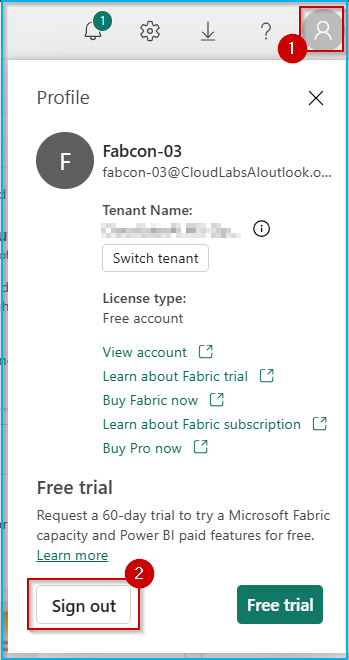 1
?
1
Profile
F
Fabcon-03
fabcon-03@CloudLabsAIoutlook.o...
Tenant Name:
Switch tenant
License type:
Free account
View account
Learn about Fabric trial
Buy Fabric now
Learn about Fabric subscription
Buy Pro now
Free trial
Request a 60-day trial to try a Microsoft Fabric
capacity and Power BI paid features for free.
Learn more
2
Sign out
Free trial